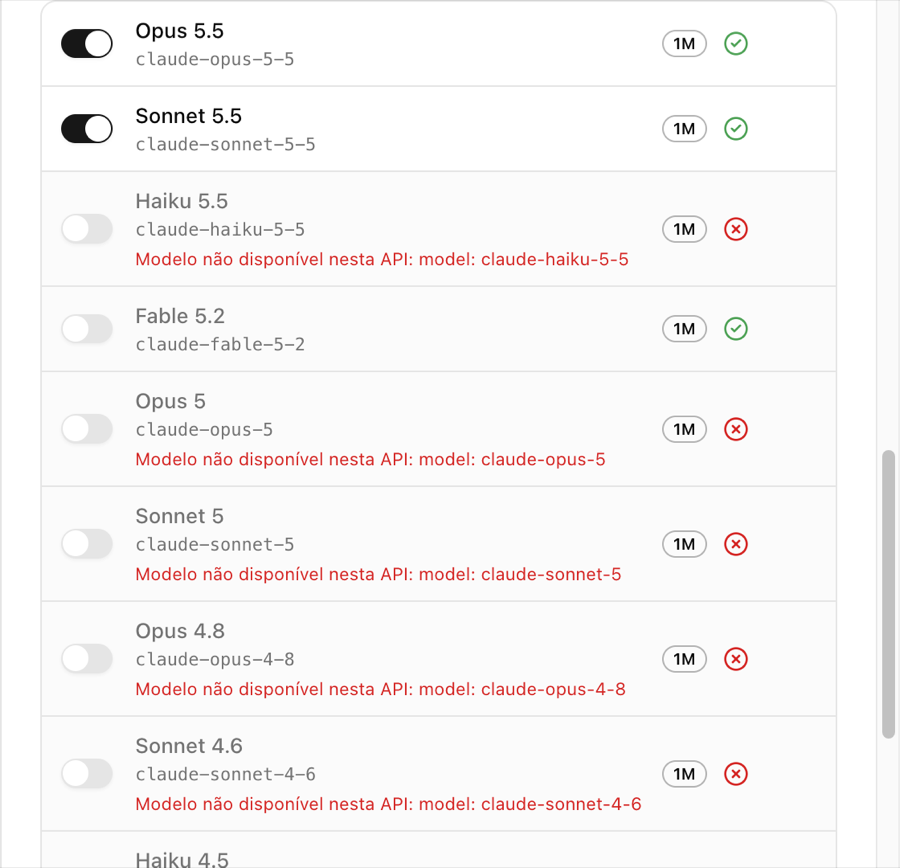 Opus 5.5
claude-opus-5-5
1M
Sonnet 5.5
claude-sonnet-5-5
1M
Haiku 5.5
claude-haiku-5-5
1M
Modelo não disponível nesta API: model: claude-haiku-5-5
Fable 5.2
claude-fable-5-2
1M
Opus 5
claude-opus-5
1M
Modelo não disponível nesta API: model: claude-opus-5
Sonnet 5
claude-sonnet-5
1M
Modelo não disponível nesta API: model: claude-sonnet-5
Opus 4.8
claude-opus-4-8
1M
Modelo não disponível nesta API: model: claude-opus-4-8
Sonnet 4.6
claude-sonnet-4-6
1M
Modelo não disponível nesta API: model: claude-sonnet-4-6
Haiku 4.5